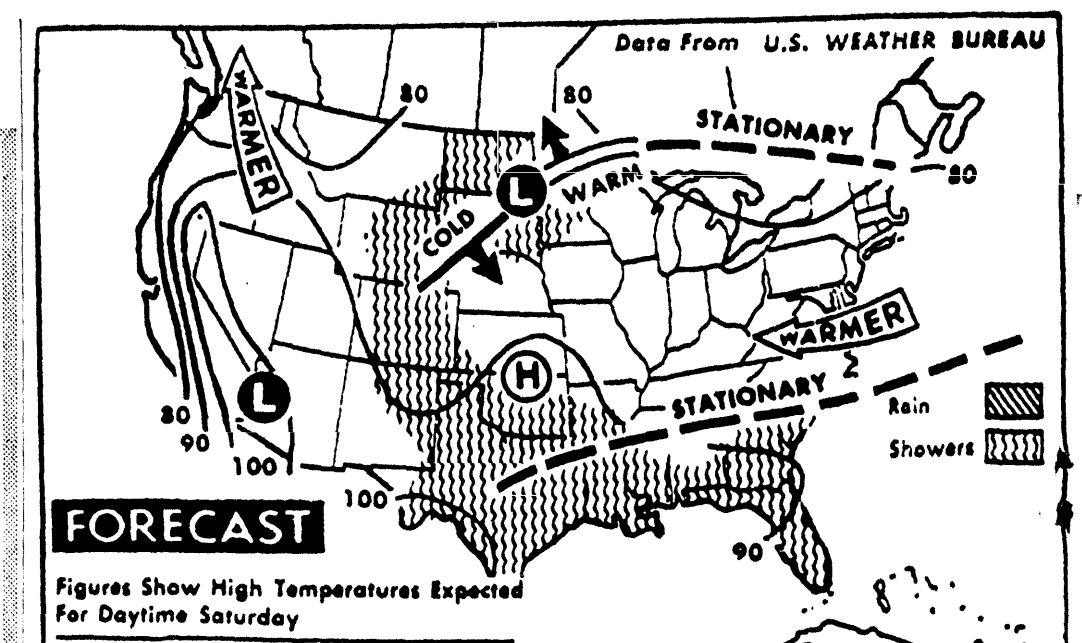 Data From U.S. WEATHER BUREAU
WARMER
80
80
STATIONARY
80
L
WARM
COLD
WARMER
H
2
STATIONARY
L
80
90
100
100
Rain
Showers
90
FORECAST
Figures Show High Temperatures Expected
For Daytime Saturday